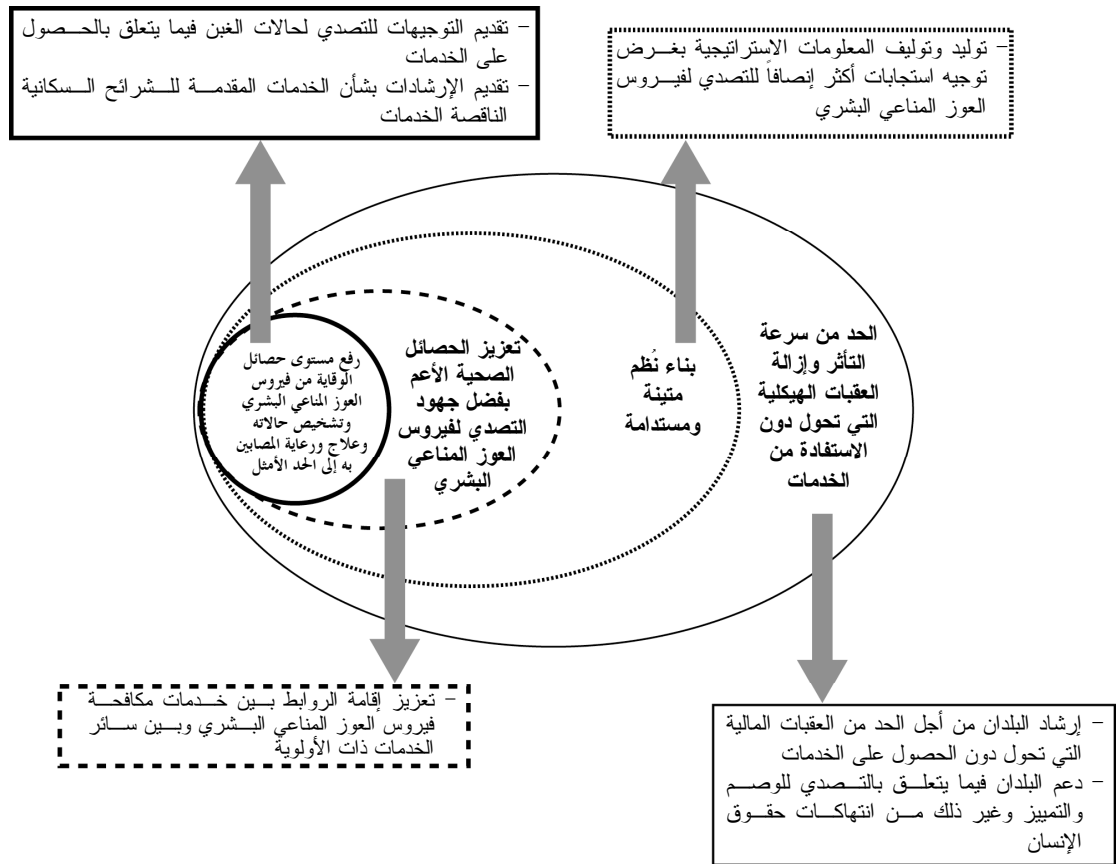 - تقديم التوجيهات للتصدي لحالات الغبن فيما يتعلق بالحصول
على الخدمات
- تقديم الإرشادات بشأن الخدمات المقدمة للشرائح السكانية
الناقصة الخدمات
- توليد وتوليف المعلومات الاستراتيجية بغرض
توجيه استجابات أكثر إنصافاً للتصدي لفيروس
العوز المناعي البشري
الحد من سرعة
التأثر وإزالة
العقبات الهيكلية
التي تحول دون
الاستفادة من
الخدمات
بناء نُظم
متينة
ومستدامة
تعزيز الحصائل
الصحية الأعم
بفضل جهود
التصدي لفيروس
العوز المناعي
البشري
رفع مستوى حصائل
الوقاية من فيروس
العوز المناعي البشري
وتشخيص حالاته
وعلاج ورعاية المصابين
به إلى الحد الأمثل
- تعزيز إقامة الروابط بين خدمات مكافحة
فيروس العوز المناعي البشري وبين سائر
الخدمات ذات الأولوية
- إرشاد البلدان من أجل الحد من العقبات المالية
التي تحول دون الحصول على الخدمات
- دعم البلدان فيما يتعلق بالتصدي للوصم
والتمييز وغير ذلك من انتهاكات حقوق
الإنسان